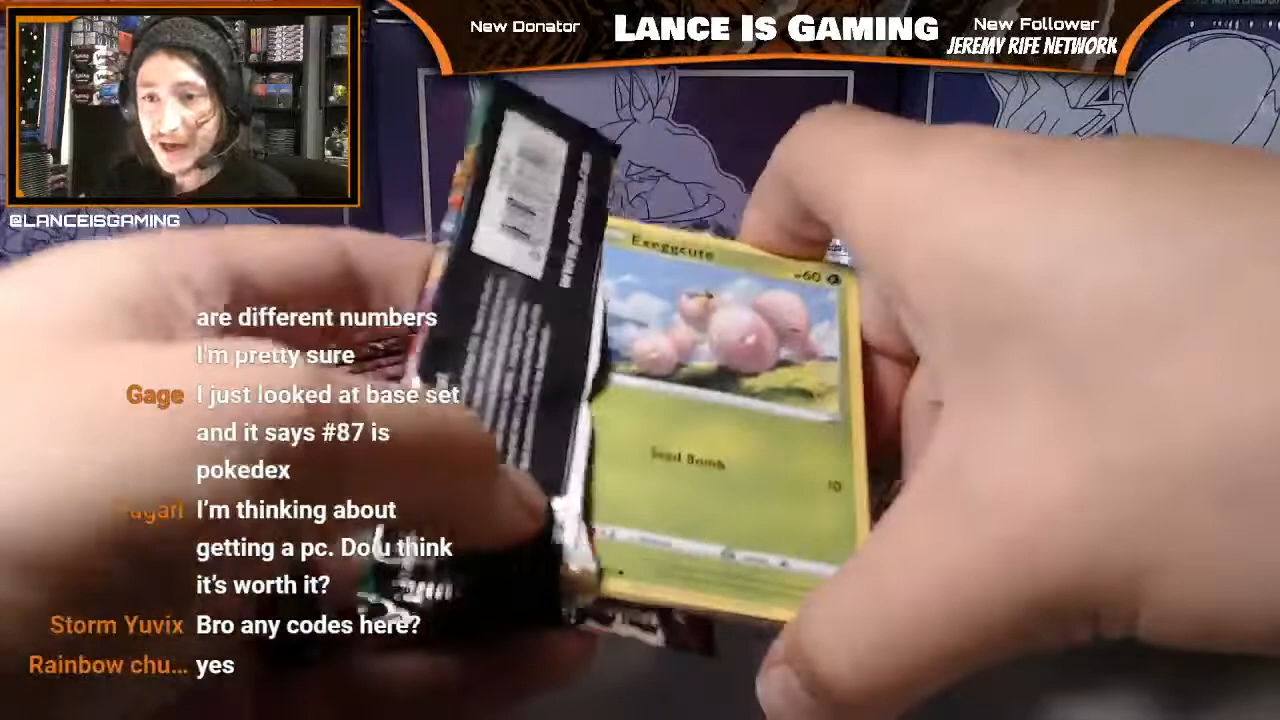 New Donator
LANCE IS GAMING
New Follower
JEREMY RIFE NETWORK
@LANCEISGAMING
Exeggcute
60
Seed Bomb
10
are different numbers
I'm pretty sure
Gage I just looked at base set
and it says #87 is
pokedex
I'm thinking about
getting a pc. Do u think
it's worth it?
Storm Yuvix Bro any codes here?
Rainbow chu... yes